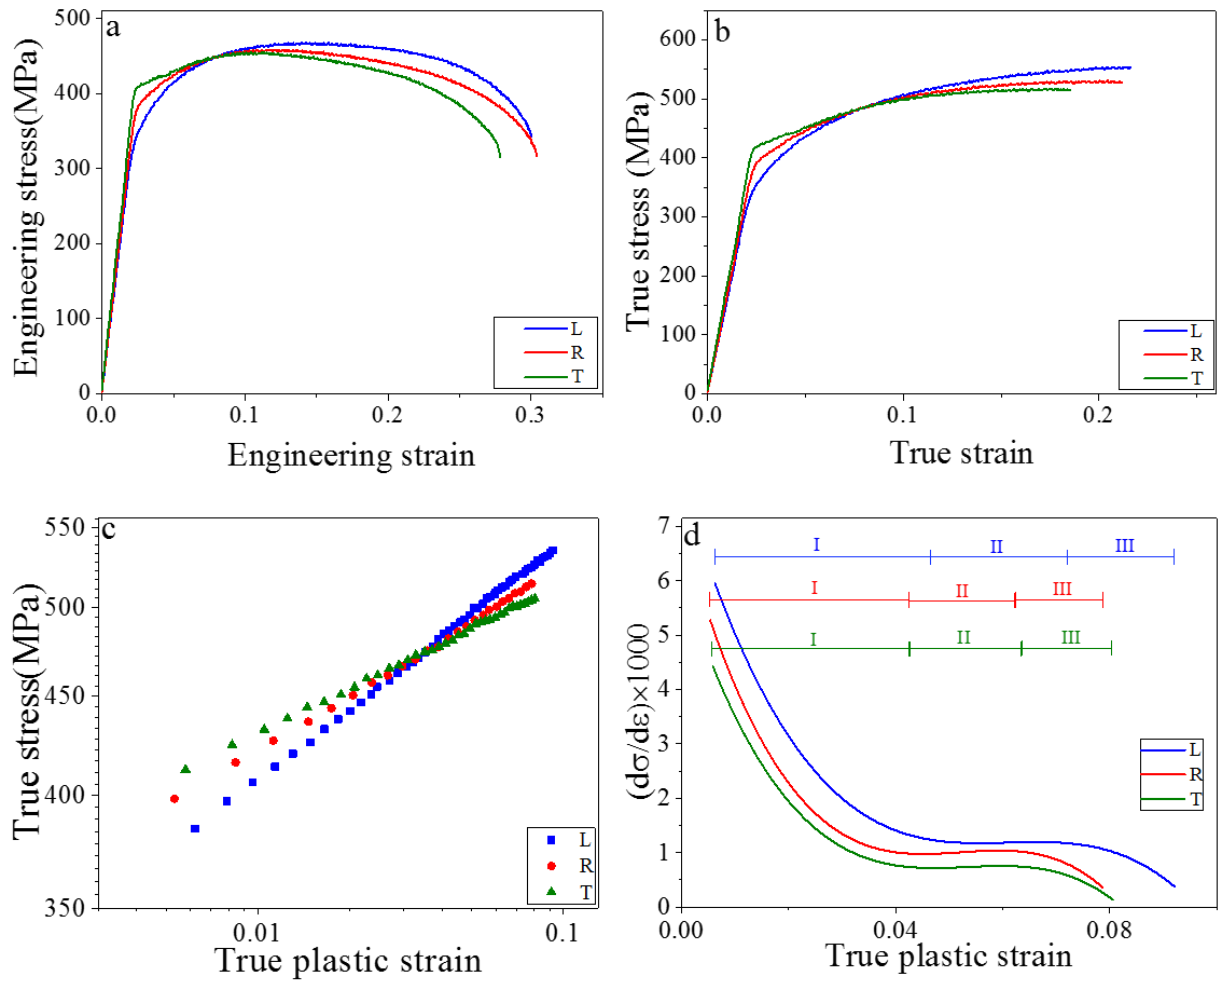 a
500
400
300
200
100
0
0.0
0.1
0.2
0.3
Engineering stress(MPa)
Engineering strain
L
R
T
b
600
500
400
300
200
100
0
0.0
0.1
0.2
True stress (MPa)
True strain
L
R
T
c
550
500
450
400
350
0.01
0.1
True stress(MPa)
True plastic strain
L
R
T
d
7
6
5
4
3
2
1
0
0.00
0.04
0.08
(dσ/dε)×1000
True plastic strain
I
II
III
I
II
III
I
II
III
L
R
T